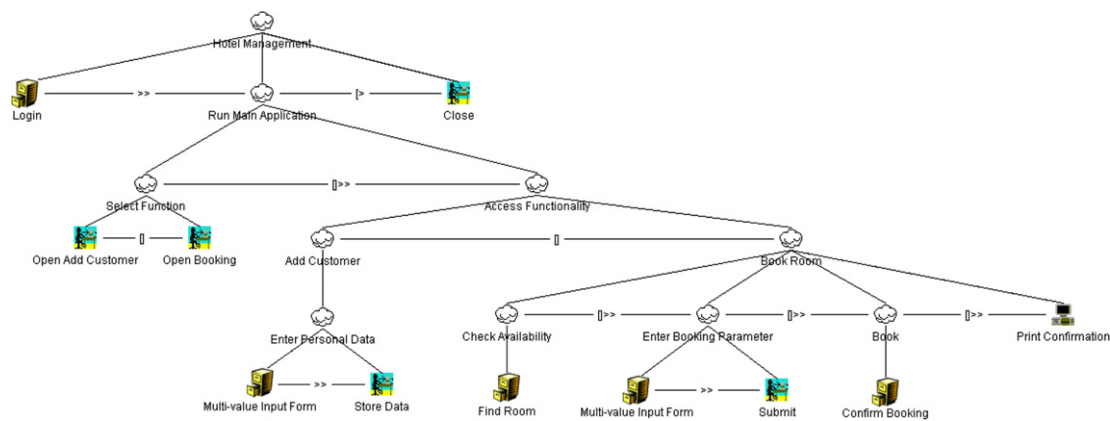 Hotel Management
>> [>
Login Run Main Application Close
[]>>
Select Function Access Functionality
[] []
Open Add Customer Open Booking Add Customer Book Room
[]>> []>> []>>
Enter Personal Data Check Availability Enter Booking Parameter Book Print Confirmation
>> >>
Multi-value Input Form Store Data Find Room Multi-value Input Form Submit Confirm Booking